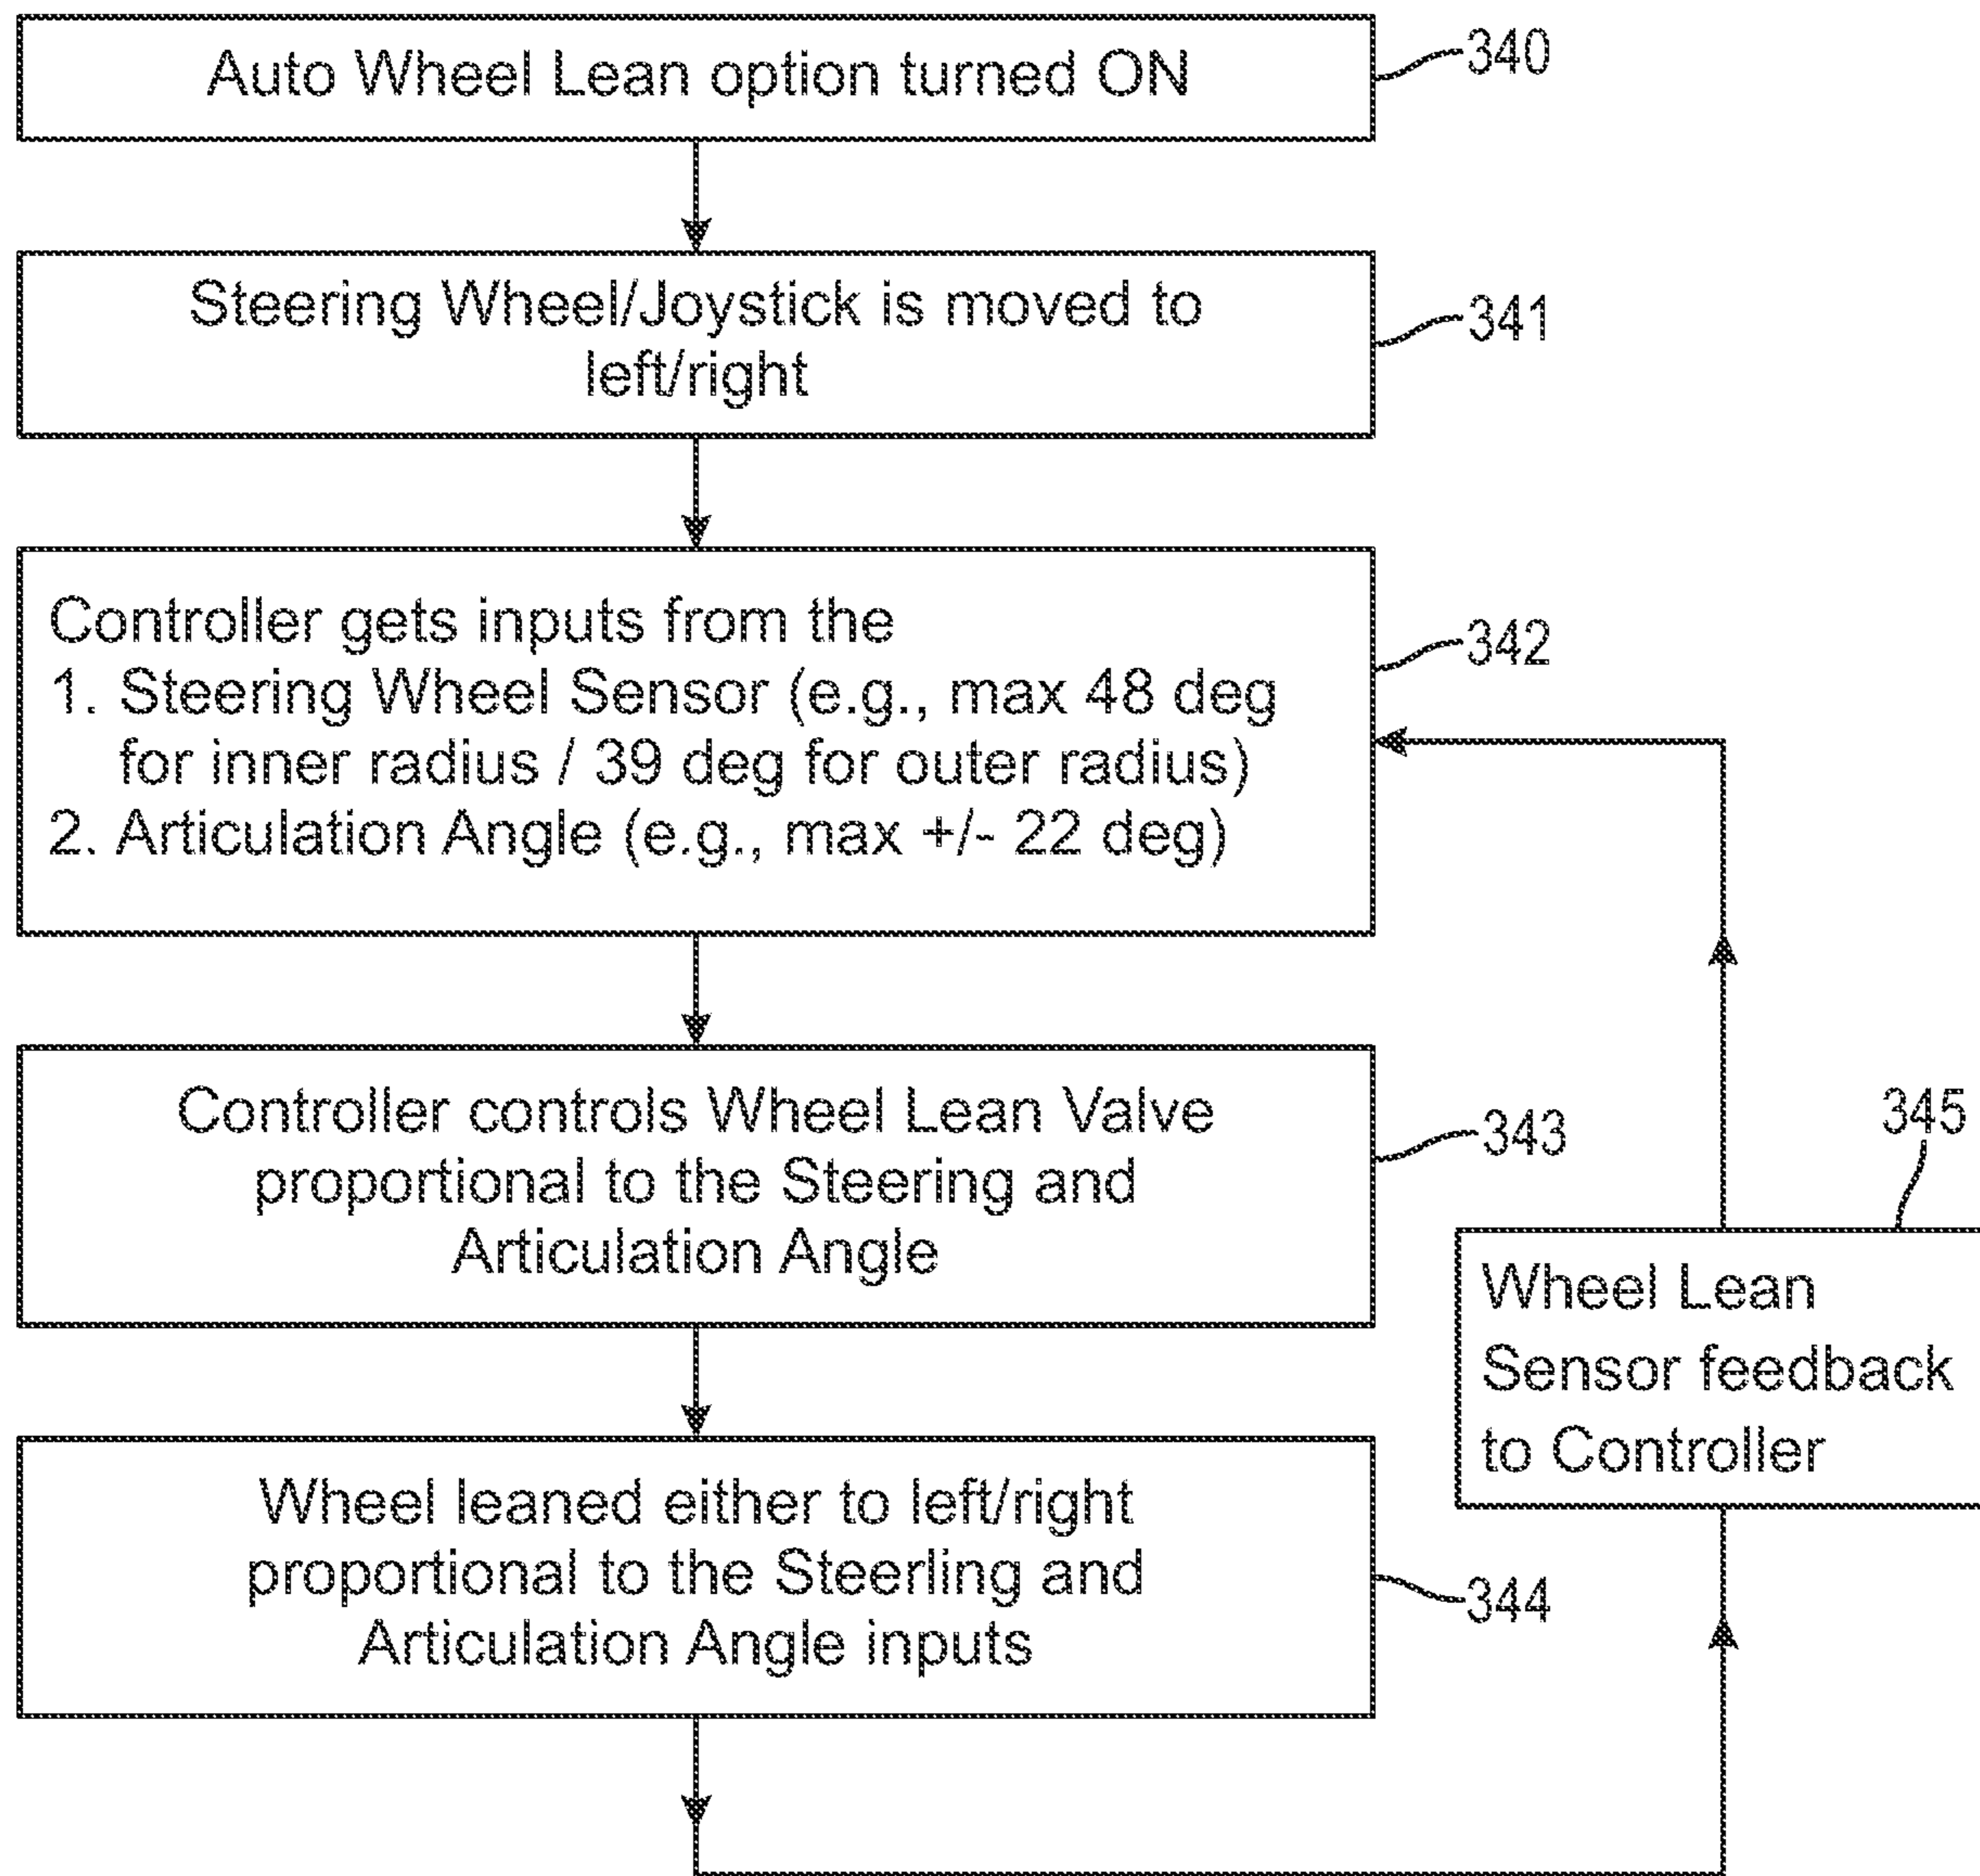 Auto Wheel Lean option turned ON
340
Steering Wheel/Joystick is moved to
left/right
341
Controller gets inputs from the
1. Steering Wheel Sensor (e.g., max 48 deg
for inner radius / 39 deg for outer radius)
2. Articulation Angle (e.g., max +/- 22 deg)
342
Controller controls Wheel Lean Valve
proportional to the Steering and
Articulation Angle
343
345
Wheel Lean
Sensor feedback
to Controller
Wheel leaned either to left/right
proportional to the Steerling and
Articulation Angle inputs
344